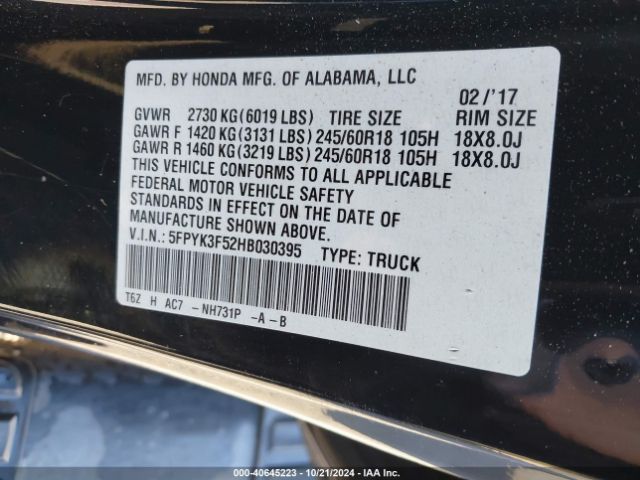 MFD. BY HONDA MFG. OF ALABAMA, LLC
02/'17
GVWR 2730 KG(6019 LBS) TIRE SIZE RIM SIZE
GAWR F 1420 KG(3131 LBS) 245/60R18 105H 18X8.0J
GAWR R 1460 KG(3219 LBS) 245/60R18 105H 18X8.0J
THIS VEHICLE CONFORMS TO ALL APPLICABLE
FEDERAL MOTOR VEHICLE SAFETY
STANDARDS IN EFFECT ON THE DATE OF
MANUFACTURE SHOWN ABOVE.
V.I.N.: 5FPYK3F52HB030395 TYPE: TRUCK
T6Z H AC7 -NH731P -A-B
000-40645223 - 10/21/2024 - IAA Inc.